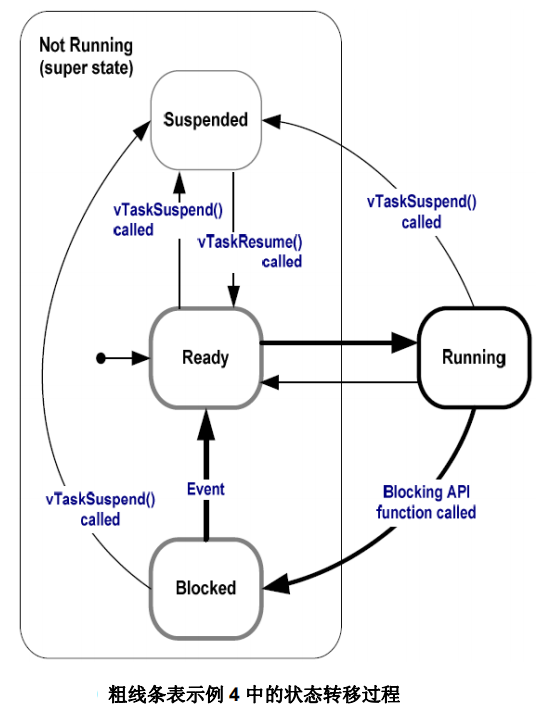 Not Running
(super state)
Suspended
vTaskSuspend()
called
vTaskResume()
called
vTaskSuspend()
called
Ready
Running
Event
vTaskSuspend()
called
Blocking API
function called
Blocked
粗线条表示例 4 中的状态转移过程